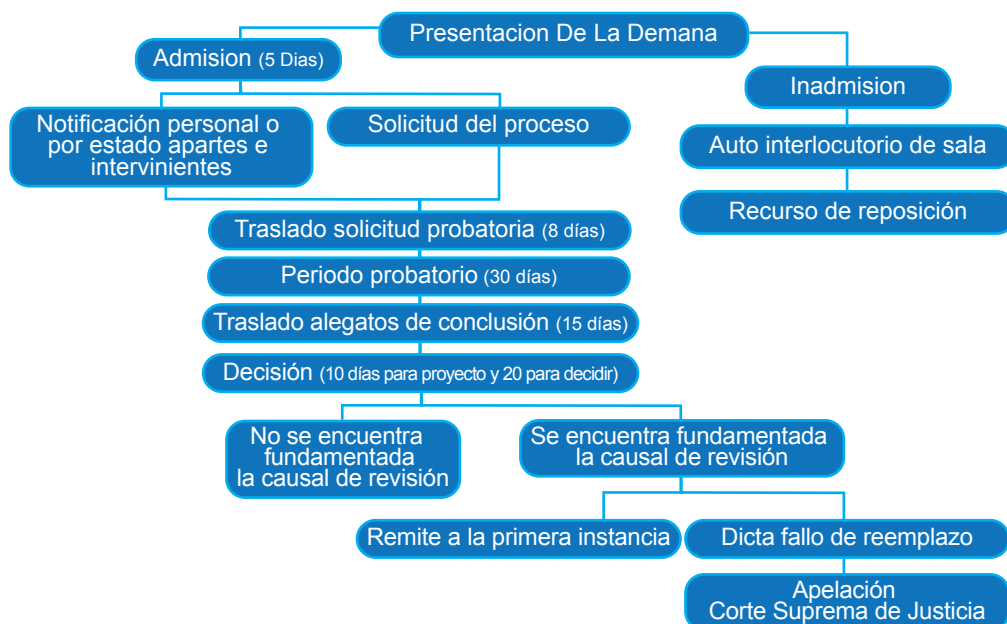 Presentacion De La Demana
Admision (5 Dias)
Inadmision
Notificación personal o
por estado apartes e
intervinientes
Solicitud del proceso
Auto interlocutorio de sala
Recurso de reposición
Traslado solicitud probatoria (8 días)
Periodo probatorio (30 días)
Traslado alegatos de conclusión (15 días)
Decisión (10 días para proyecto y 20 para decidir)
No se encuentra
fundamentada
la causal de revisión
Se encuentra fundamentada
la causal de revisión
Remite a la primera instancia
Dicta fallo de reemplazo
Apelación
Corte Suprema de Justicia